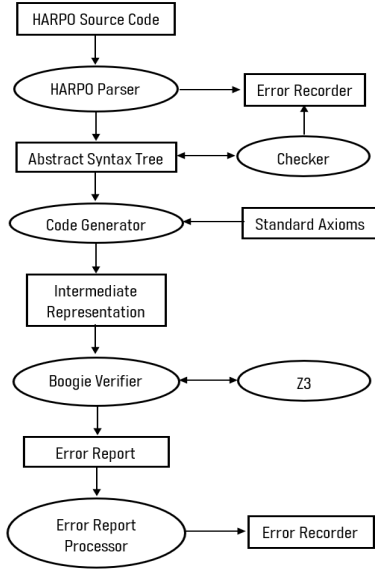 HARPO Source Code
HARPO Parser
Error Recorder
Abstract Syntax Tree
Checker
Code Generator
Standard Axioms
Intermediate
Representation
Boogie Verifier
Z3
Error Report
Error Report
Processor
Error Recorder